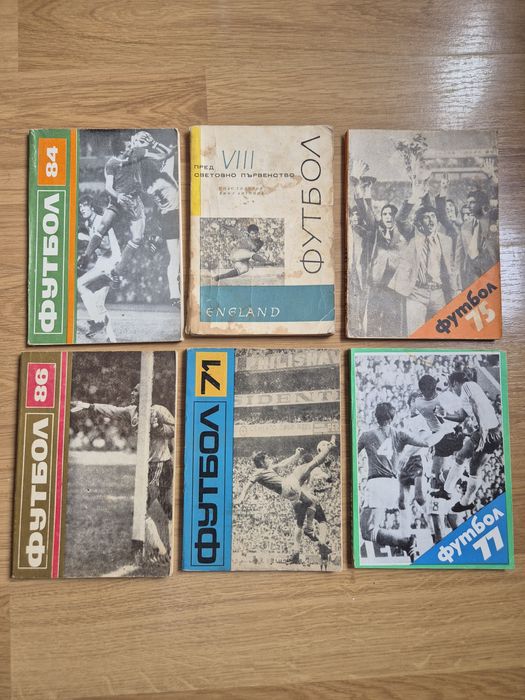 ФУТБОЛ 84
ПРЕД VIII
СВЕТОВНО ПЪРВЕНСТВО
ФУТБОЛ
ENGLAND
футбол
75
ФУТБОЛ 86
ФУТБОЛ 71
футбол
77